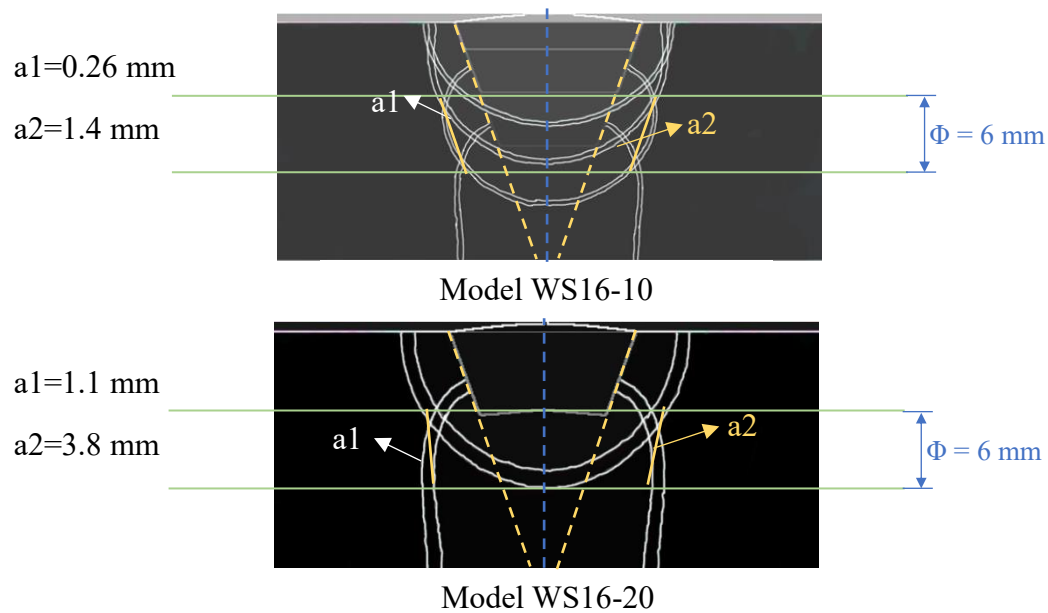 a1=0.26 mm
a2=1.4 mm
a1
a2
Φ = 6 mm
Model WS16-10
a1=1.1 mm
a2=3.8 mm
a1
a2
Φ = 6 mm
Model WS16-20